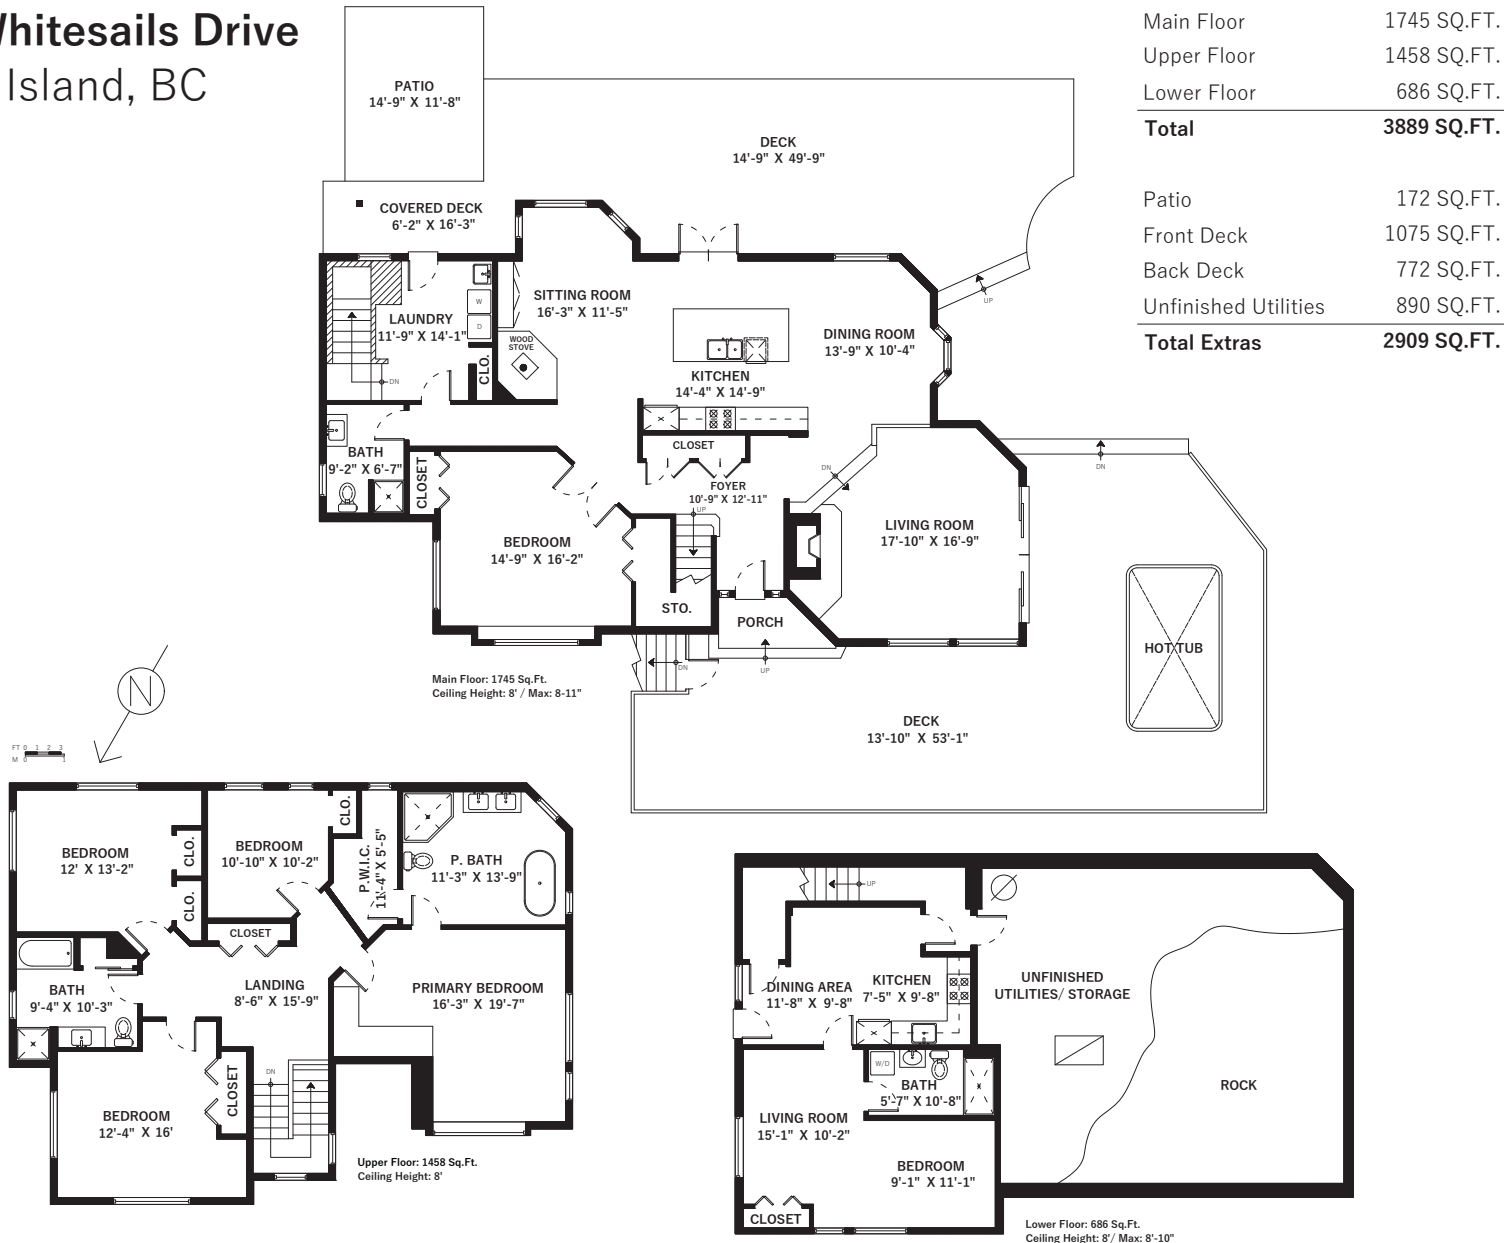 Whitesails Drive
Island, BC
Main Floor 1745 SQ.FT.
Upper Floor 1458 SQ.FT.
Lower Floor 686 SQ.FT.
Total 3889 SQ.FT.
Patio 172 SQ.FT.
Front Deck 1075 SQ.FT.
Back Deck 772 SQ.FT.
Unfinished Utilities 890 SQ.FT.
Total Extras 2909 SQ.FT.
PATIO
14'-9" X 11'-8"
DECK
14'-9" X 49'-9"
COVERED DECK
6'-2" X 16'-3"
UP
SITTING ROOM
16'-3" X 11'-5"
LAUNDRY
11'-9" X 14'-1"
W
D
DN
CLO.
WOOD
STOVE
DINING ROOM
13'-9" X 10'-4"
KITCHEN
14'-4" X 14'-9"
BATH
9'-2" X 6'-7"
CLOSET
CLOSET
FOYER
10'-9" X 12'-11"
UP
DN
DN
BEDROOM
14'-9" X 16'-2"
LIVING ROOM
17'-10" X 16'-9"
STO.
PORCH
UP
DN
HOT TUB
DECK
13'-10" X 53'-1"
Main Floor: 1745 Sq.Ft.
Ceiling Height: 8' / Max: 8-11"
N
FT 0 1 2 3
M 0 1
BEDROOM
12' X 13'-2"
CLO.
CLO.
BEDROOM
10'-10" X 10'-2"
CLO.
P.W.I.C.
11'-4" X 5'-5"
P. BATH
11'-3" X 13'-9"
CLOSET
BATH
9'-4" X 10'-3"
LANDING
8'-6" X 15'-9"
PRIMARY BEDROOM
16'-3" X 19'-7"
DN
CLOSET
BEDROOM
12'-4" X 16'
Upper Floor: 1458 Sq.Ft.
Ceiling Height: 8'
UP
DINING AREA
11'-8" X 9'-8"
KITCHEN
7'-5" X 9'-8"
UNFINISHED
UTILITIES/ STORAGE
ROCK
W/D
BATH
5'-7" X 10'-8"
LIVING ROOM
15'-1" X 10'-2"
BEDROOM
9'-1" X 11'-1"
CLOSET
Lower Floor: 686 Sq.Ft.
Ceiling Height: 8'/ Max: 8'-10"